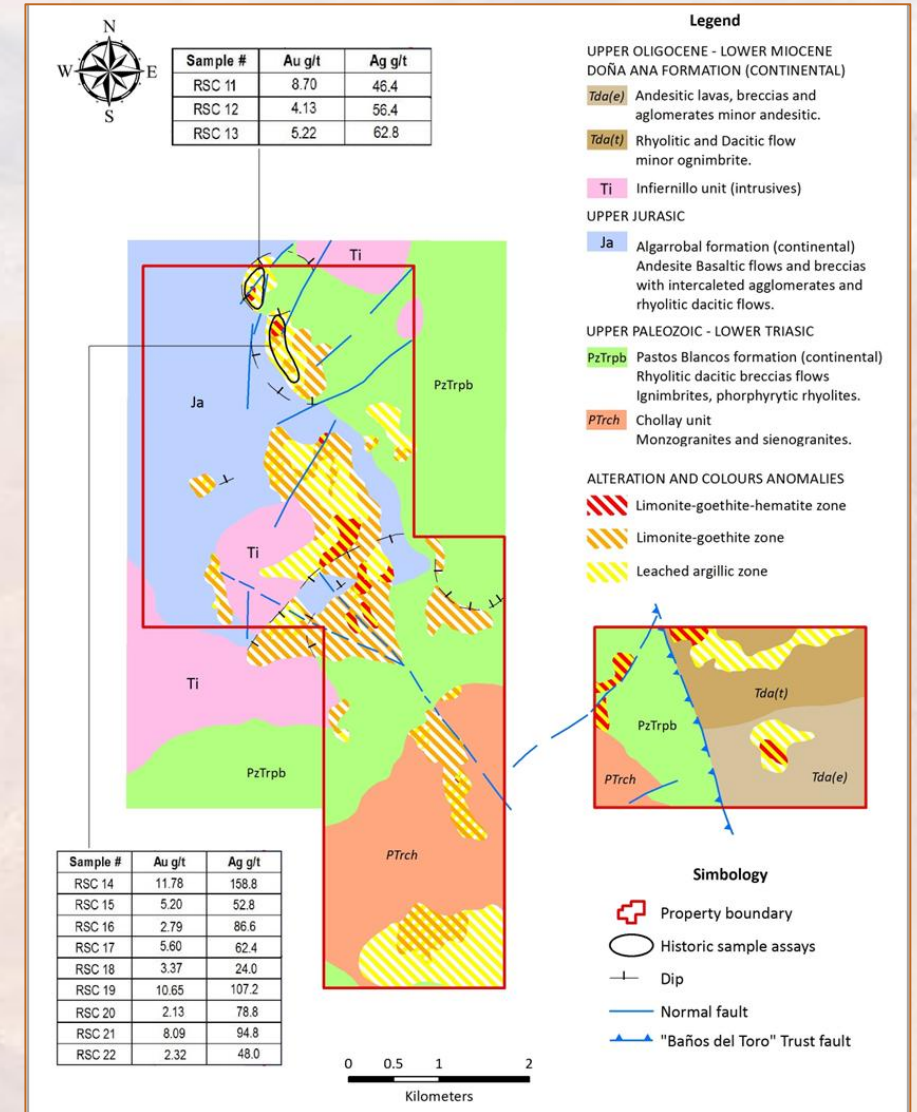 N
W E
S
Sample # Au g/t Ag g/t
RSC 11 8.70 46.4
RSC 12 4.13 56.4
RSC 13 5.22 62.8
Legend
UPPER OLIGOCENE - LOWER MIOCENE
DOÑA ANA FORMATION (CONTINENTAL)
Tda(e) Andesitic lavas, breccias and
aglomerates minor andesitic.
Tda(t) Rhyolitic and Dacitic flow
minor ognimbrite.
Ti Infiernillo unit (intrusives)
UPPER JURASIC
Ja Algarrobal formation (continental)
Andesite Basaltic flows and breccias
with intercaleted agglomerates and
rhyolitic dacitic flows.
UPPER PALEOZOIC - LOWER TRIASIC
PzTrpb Pastos Blancos formation (continental)
Rhyolitic dacitic breccias flows
Ignimbrites, phorphyrytic rhyolites.
PTrch Chollay unit
Monzogranites and sienogranites.
ALTERATION AND COLOURS ANOMALIES
Limonite-goethite-hematite zone
Limonite-goethite zone
Leached argillic zone
Ti
PzTrpb
Ja
Ti
Ti
PzTrpb
PTrch
Tda(t)
PzTrpb
PTrch
Tda(e)
Sample # Au g/t Ag g/t
RSC 14 11.78 158.8
RSC 15 5.20 52.8
RSC 16 2.79 86.6
RSC 17 5.60 62.4
RSC 18 3.37 24.0
RSC 19 10.65 107.2
RSC 20 2.13 78.8
RSC 21 8.09 94.8
RSC 22 2.32 48.0
0 0.5 1 2
Kilometers
Simbology
Property boundary
Historic sample assays
Dip
Normal fault
"Baños del Toro" Trust fault